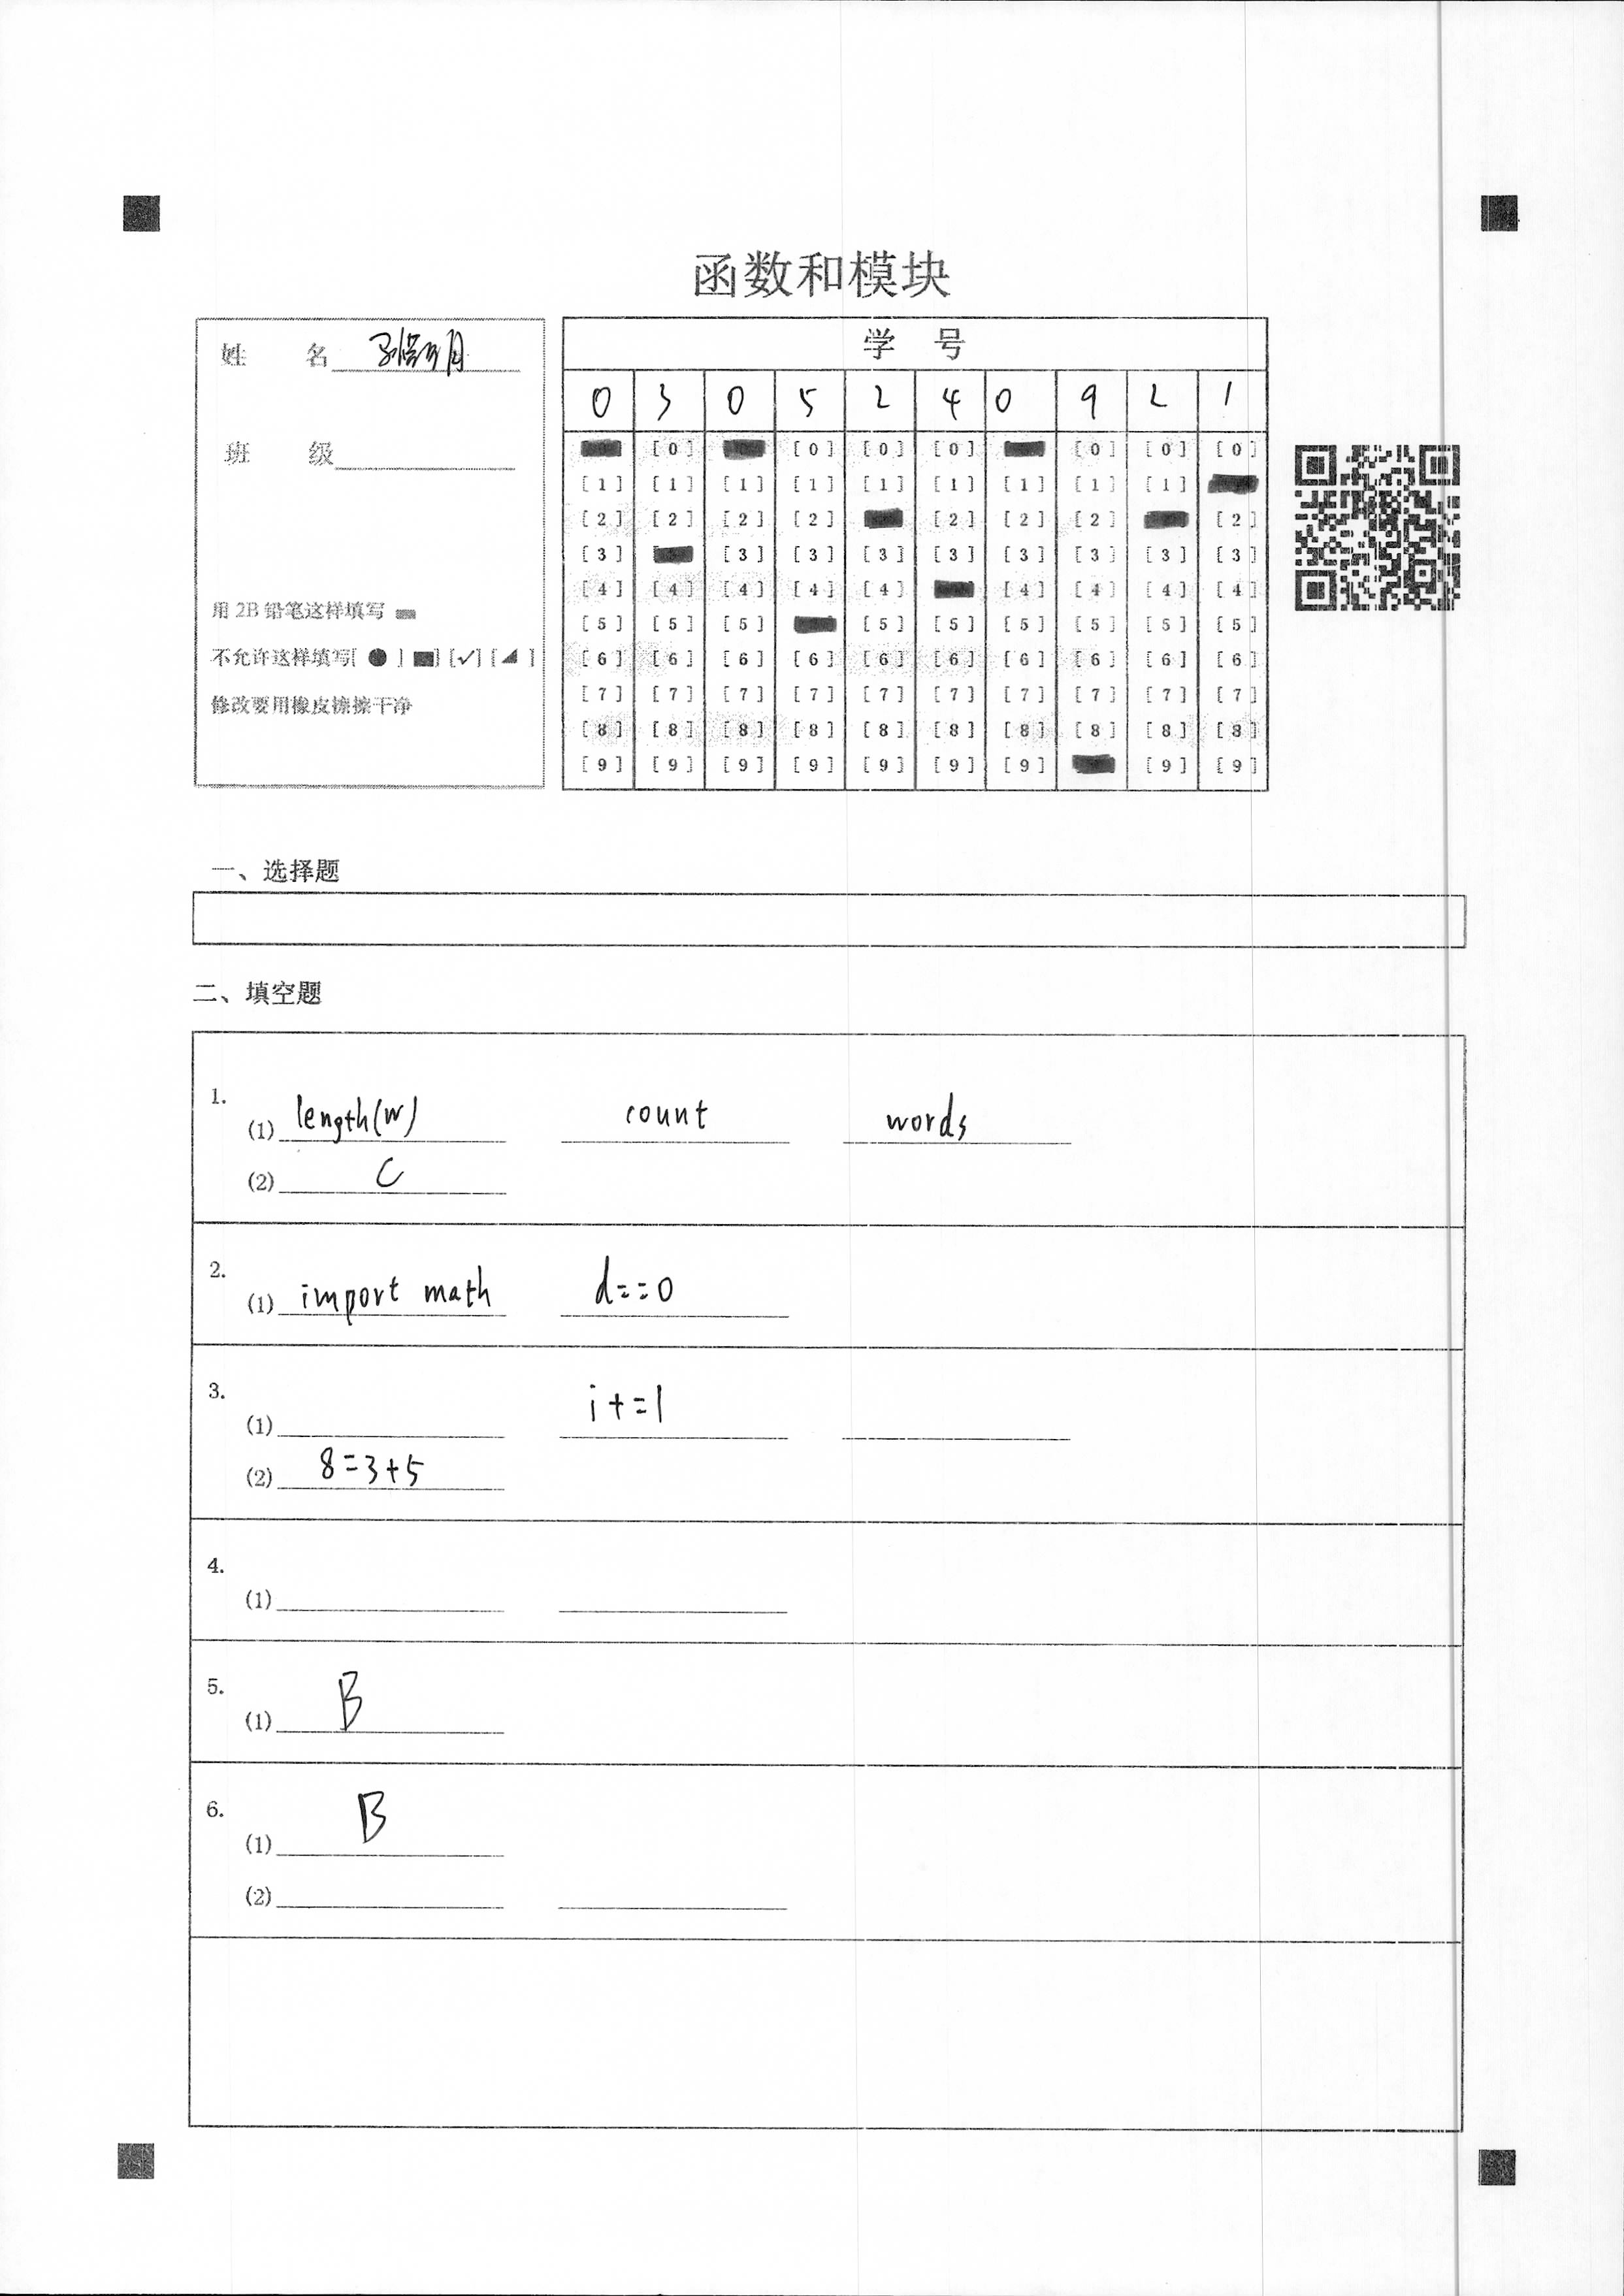 函数和模块
姓 名
班 级
用 2B 铅笔这样填写
不允许这样填写[ ● ] [■] [✓] [◢ ]
修改要用橡皮擦擦干净
学 号
0 3 0 5 2 4 0 9 2 1
[0] [0] [0] [0] [0] [0] [0]
[1] [1] [1] [1] [1] [1] [1] [1] [1]
[2] [2] [2] [2] [2] [2] [2] [2]
[3] [3] [3] [3] [3] [3] [3] [3] [3]
[4] [4] [4] [4] [4] [4] [4] [4] [4]
[5] [5] [5] [5] [5] [5] [5] [5] [5]
[6] [6] [6] [6] [6] [6] [6] [6] [6] [6]
[7] [7] [7] [7] [7] [7] [7] [7] [7] [7]
[8] [8] [8] [8] [8] [8] [8] [8] [8] [8]
[9] [9] [9] [9] [9] [9] [9] [9] [9]
一、选择题
二、填空题
1.
(1) length(w) count words
(2) C
2.
(1) import math d==0
3.
(1) i+=1
(2) 8=3+5
4.
(1)
5.
(1) B
6.
(1) B
(2)